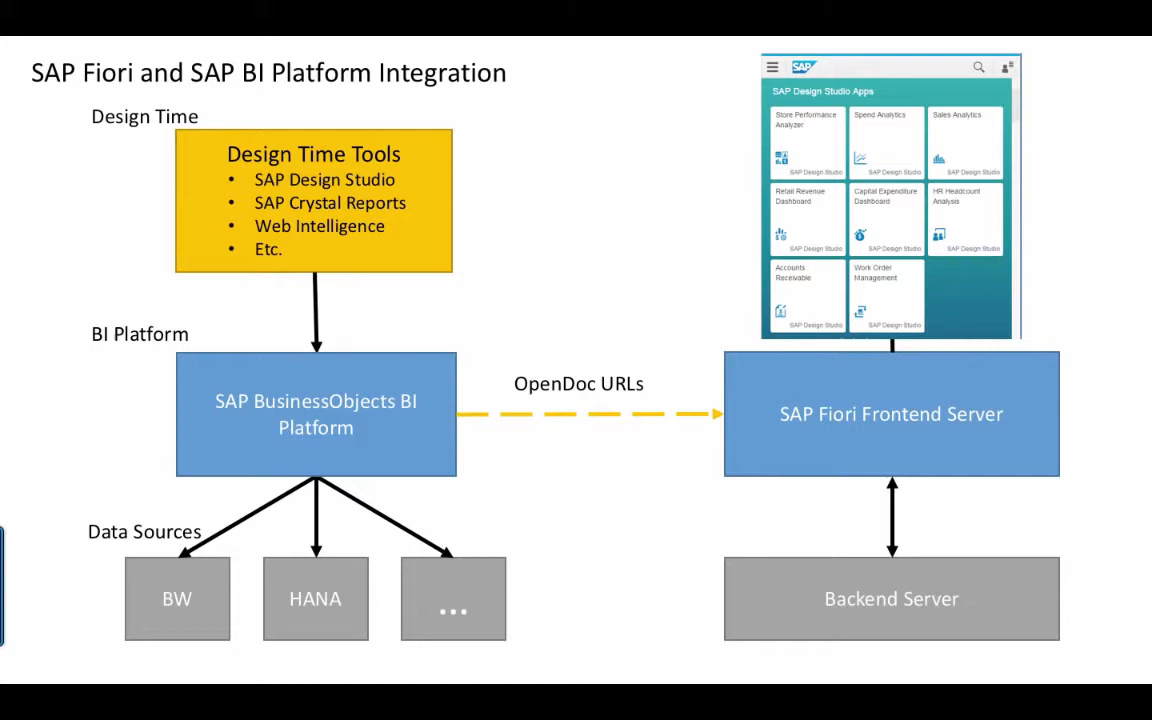 SAP Fiori and SAP BI Platform Integration
Design Time
Design Time Tools
• SAP Design Studio
• SAP Crystal Reports
• Web Intelligence
• Etc.
BI Platform
SAP BusinessObjects BI
Platform
OpenDoc URLs
Data Sources
BW
HANA
...
SAP
SAP Design Studio Apps
Store Performance
Analyzer
SAP Design Studio
Spend Analytics
SAP Design Studio
Sales Analytics
SAP Design Studio
Retail Revenue
Dashboard
SAP Design Studio
Capital Expenditure
Dashboard
SAP Design Studio
HR Headcount
Analysis
SAP Design Studio
Accounts
Receivable
SAP Design Studio
Work Order
Management
SAP Design Studio
SAP Fiori Frontend Server
Backend Server